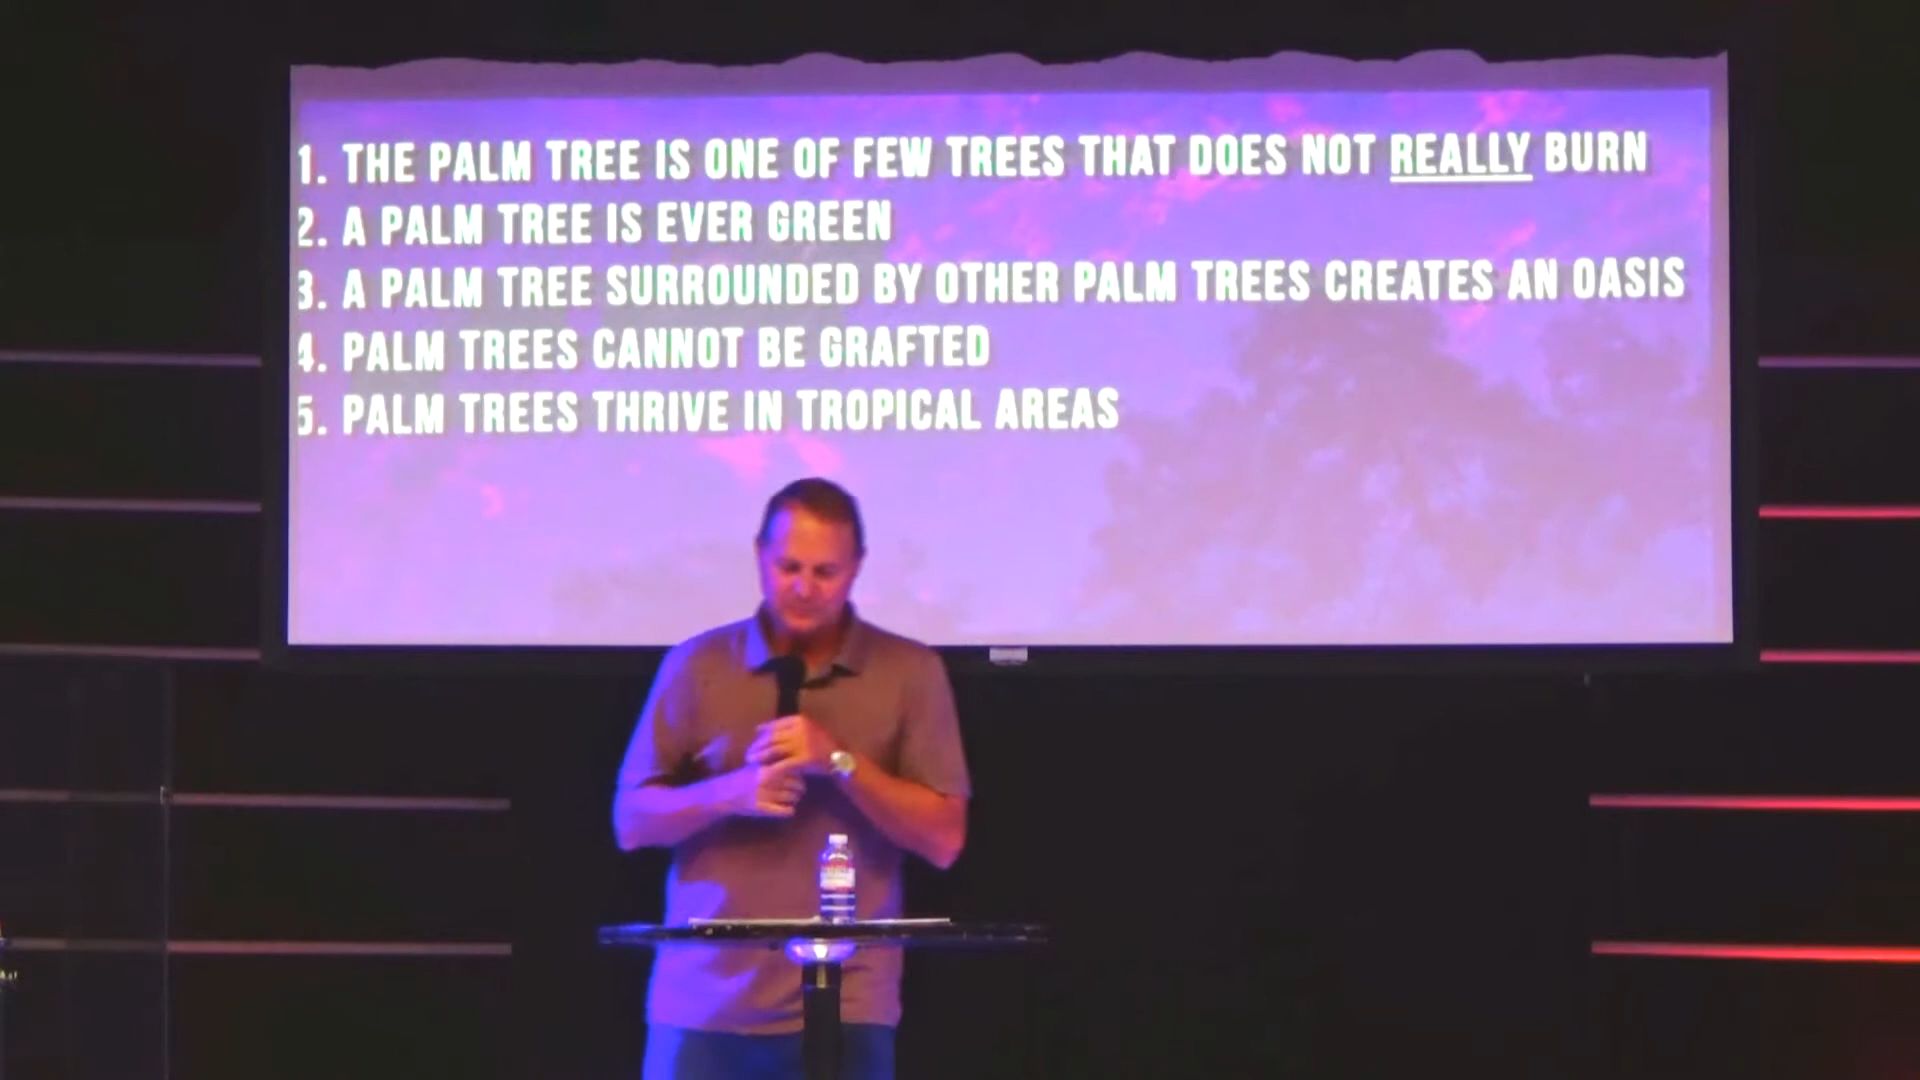 1. THE PALM TREE IS ONE OF FEW TREES THAT DOES NOT REALLY BURN
2. A PALM TREE IS EVER GREEN
3. A PALM TREE SURROUNDED BY OTHER PALM TREES CREATES AN OASIS
4. PALM TREES CANNOT BE GRAFTED
5. PALM TREES THRIVE IN TROPICAL AREAS